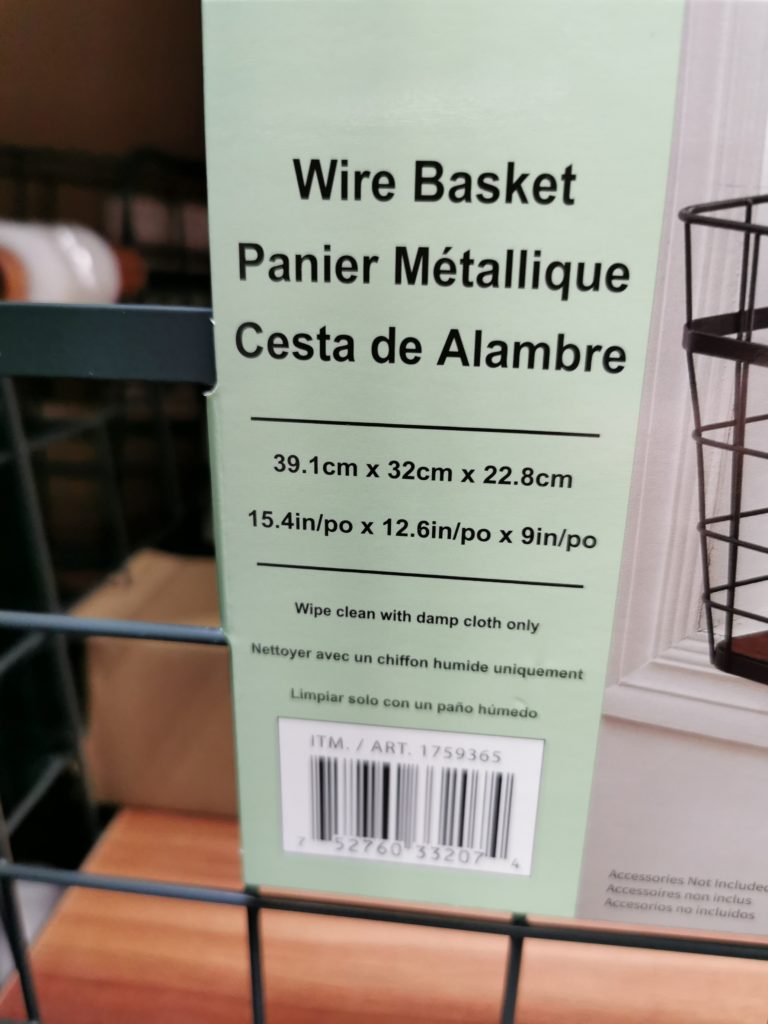 Wire Basket
Panier Métallique
Cesta de Alambre
39.1cm x 32cm x 22.8cm
15.4in/po x 12.6in/po x 9in/po
Wipe clean with damp cloth only
Nettoyer avec un chiffon humide uniquement
Limpiar solo con un paño húmedo
ITM. / ART. 1759365
7 52760 33207 4
Accessories Not Included
Accessoires non inclus
Accesorios no incluidos